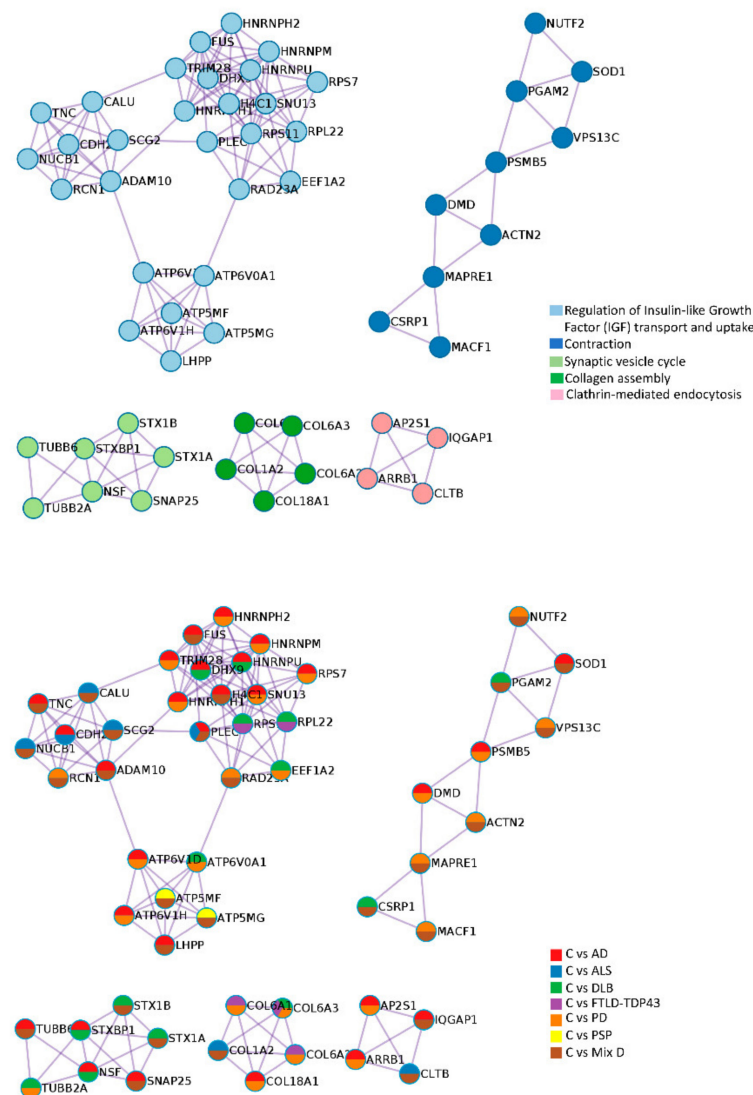 HNRNPH2
NUTF2
FUS
HNRNPM
TRIM28
HNRNPU
SOD1
RPS7
PGAM2
CALU
H4C1
SNU13
TNC
RPL22
VPS13C
SCG2
RPS11
NUCB1
PSMB5
RCN1
ADAM10
EEF1A2
RAD23A
DMD
ACTN2
ATP6V0A1
MAPRE1
ATP5MF
Regulation of Insulin-like Growth
Factor (IGF) transport and uptake
CSRP1
ATP6V1H
ATP5MG
Contraction
MACF1
LHPP
Synaptic vesicle cycle
Collagen assembly
Clathrin-mediated endocytosis
STX1B
COL6A3
AP2S1
TUBB6
STXBP1
IQGAP1
STX1A
COL1A2
ARRB1
NSF
CLTB
TUBB2A
SNAP25
COL18A1
HNRNPH2
NUTF2
FUS
HNRNPM
TRIM28
HNRNPU
SOD1
DHX9
RPS7
PGAM2
CALU
H4C1
SNU13
TNC
RPL22
VPS13C
SCG2
NUCB1
PSMB5
RCN1
ADAM10
EEF1A2
DMD
ACTN2
ATP6V1D
ATP6V0A1
MAPRE1
ATP5MF
CSRP1
ATP6V1H
ATP5MG
MACF1
LHPP
C vs AD
C vs ALS
C vs DLB
C vs FTLD-TDP43
C vs PD
C vs PSP
C vs Mix D
STX1B
COL6A1
COL6A3
AP2S1
TUBB6
STXBP1
STX1A
IQGAP1
COL1A2
ARRB1
NSF
CLTB
TUBB2A
SNAP25
COL18A1